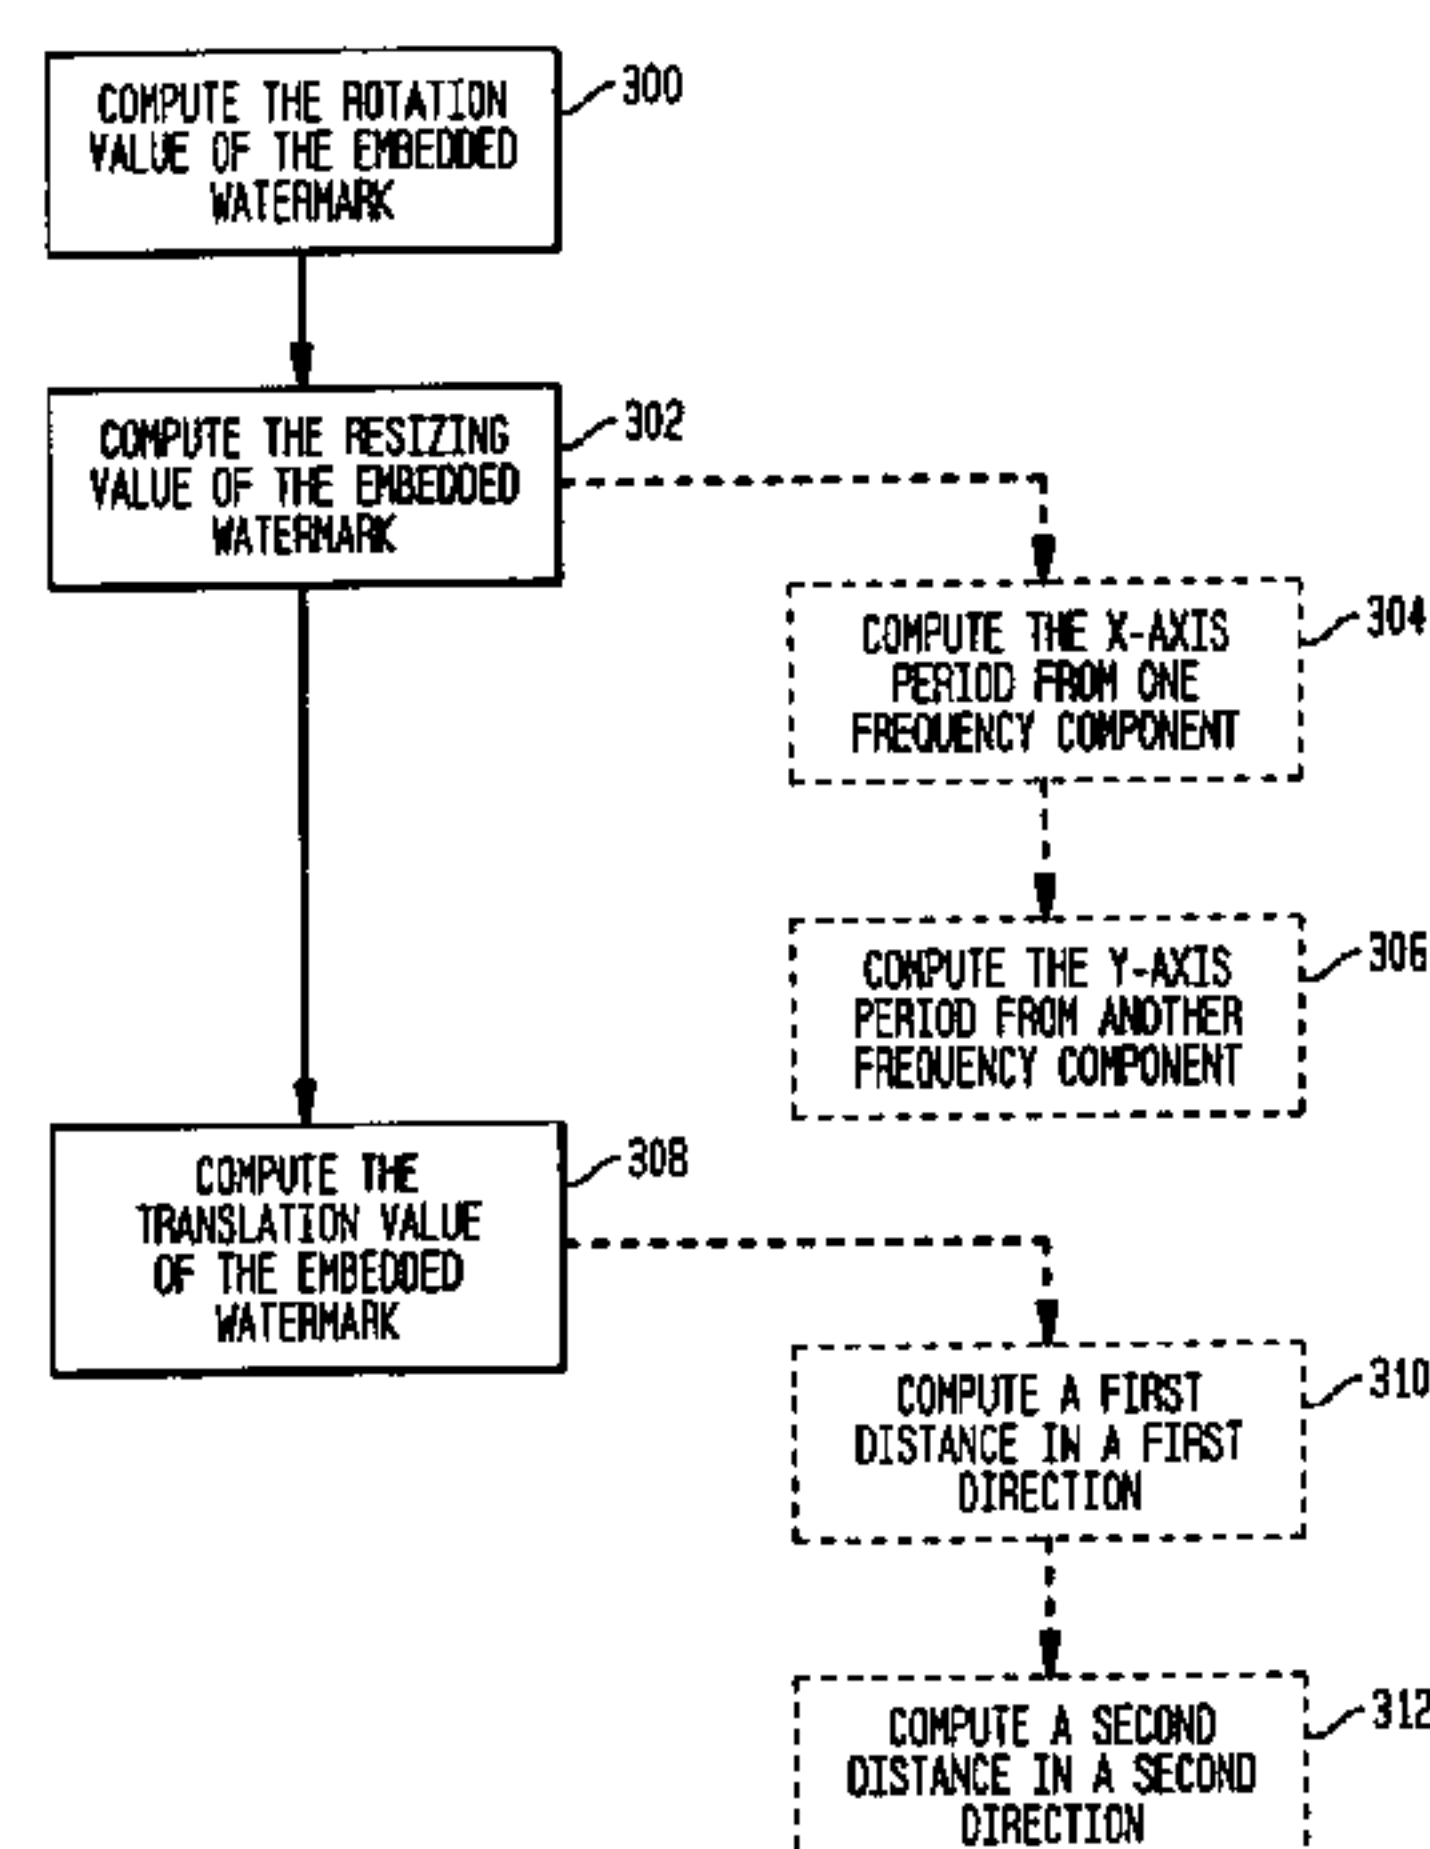 COMPUTE THE ROTATION
VALUE OF THE EMBEDDED
WATERMARK
300
COMPUTE THE RESIZING
VALUE OF THE EMBEDDED
WATERMARK
302
COMPUTE THE X-AXIS
PERIOD FROM ONE
FREQUENCY COMPONENT
304
COMPUTE THE Y-AXIS
PERIOD FROM ANOTHER
FREQUENCY COMPONENT
306
COMPUTE THE
TRANSLATION VALUE
OF THE EMBEDDED
WATERMARK
308
COMPUTE A FIRST
DISTANCE IN A FIRST
DIRECTION
310
COMPUTE A SECOND
DISTANCE IN A SECOND
DIRECTION
312